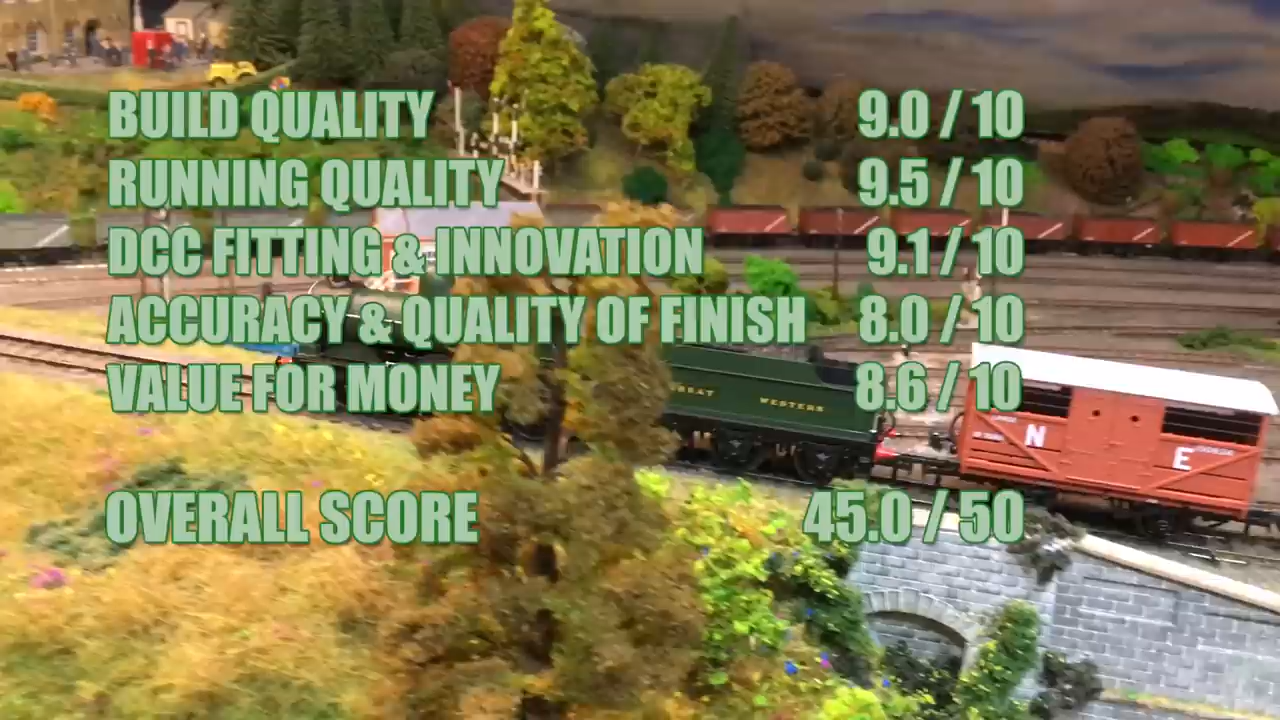 BUILD QUALITY 9.0 / 10
RUNNING QUALITY 9.5 / 10
DCC FITTING & INNOVATION 9.1 / 10
ACCURACY & QUALITY OF FINISH 8.0 / 10
VALUE FOR MONEY 8.6 / 10
GREAT WESTERN
N E
OVERALL SCORE 45.0 / 50